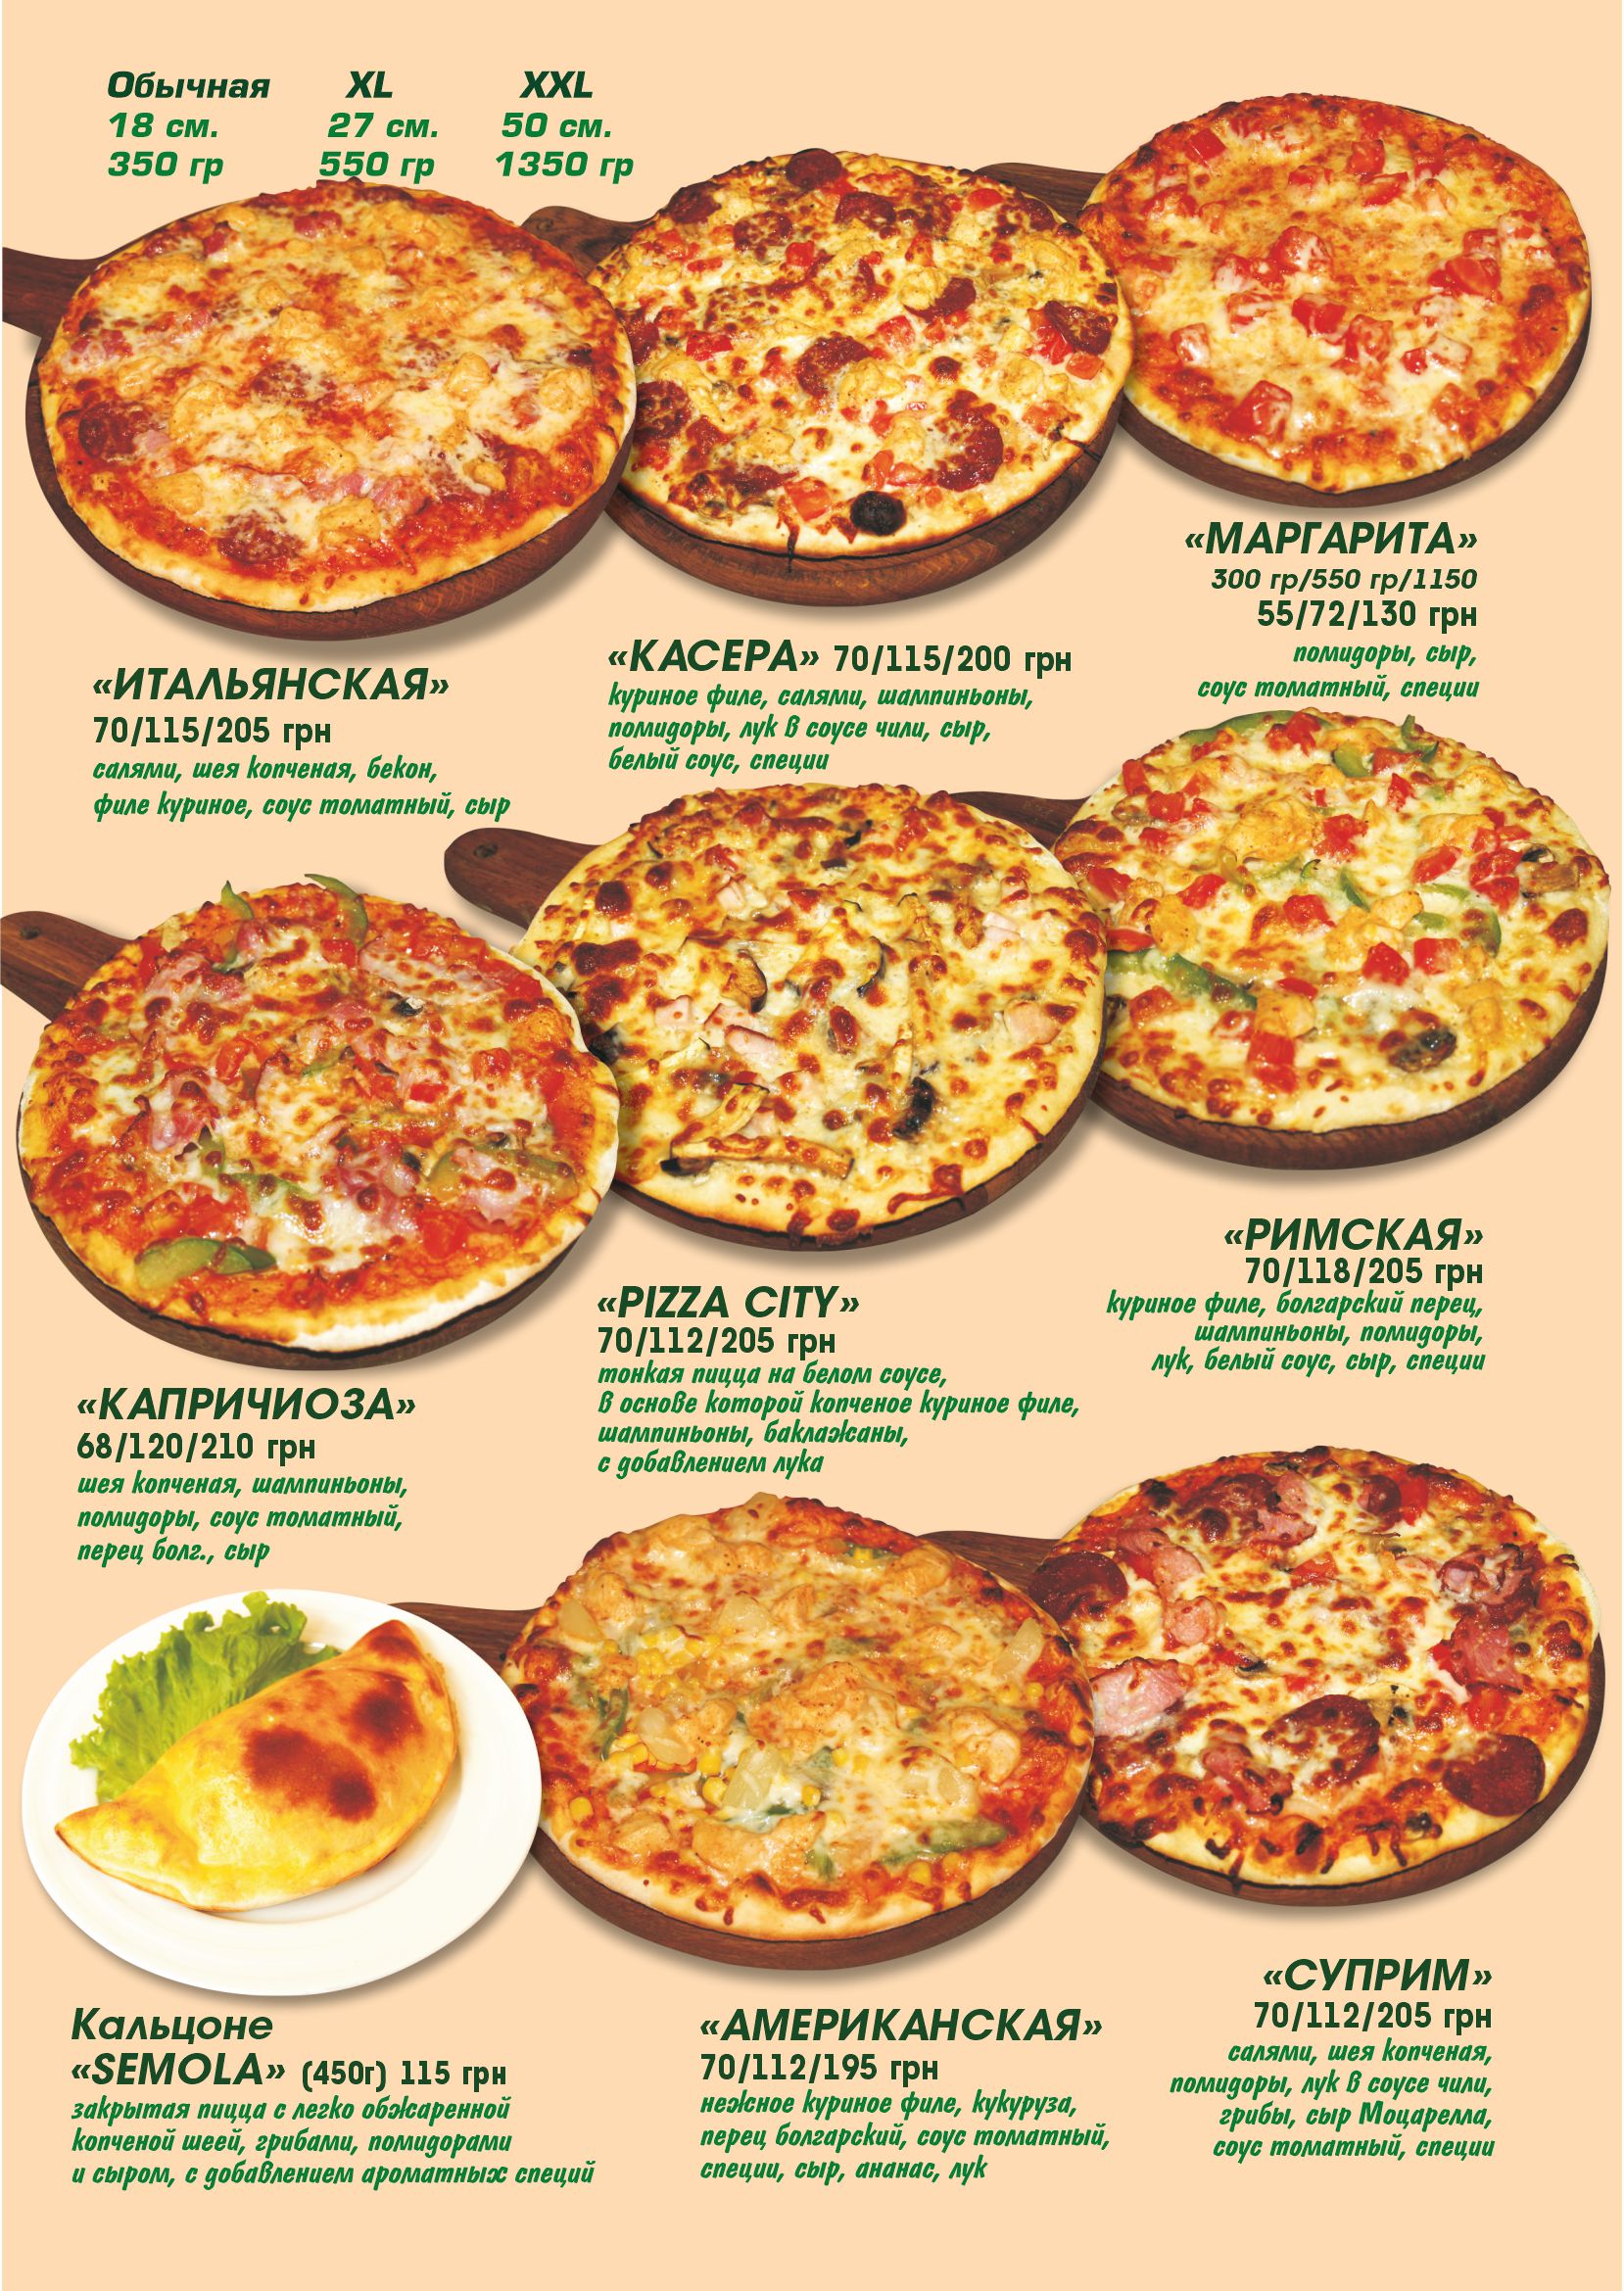 Обычная XL XXL
18 см. 27 см. 50 см.
350 гр 550 гр 1350 гр
«МАРГАРИТА»
300 гр/550 гр/1150
55/72/130 грн
помидоры, сыр,
соус томатный, специи
«КАСЕРА» 70/115/200 грн
куриное филе, салями, шампиньоны,
помидоры, лук в соусе чили, сыр,
белый соус, специи
«ИТАЛЬЯНСКАЯ»
70/115/205 грн
салями, шея копченая, бекон,
филе куриное, соус томатный, сыр
«РИМСКАЯ»
70/118/205 грн
куриное филе, болгарский перец,
шампиньоны, помидоры,
лук, белый соус, сыр, специи
«PIZZA CITY»
70/112/205 грн
тонкая пицца на белом соусе,
в основе которой копченое куриное филе,
шампиньоны, баклажаны,
с добавлением лука
«КАПРИЧИОЗА»
68/120/210 грн
шея копченая, шампиньоны,
помидоры, соус томатный,
перец болг., сыр
Кальцоне
«SEMOLA» (450г) 115 грн
закрытая пицца с легко обжаренной
копченой шеей, грибами, помидорами
и сыром, с добавлением ароматных специй
«АМЕРИКАНСКАЯ»
70/112/195 грн
нежное куриное филе, кукуруза,
перец болгарский, соус томатный,
специи, сыр, ананас, лук
«СУПРИМ»
70/112/205 грн
салями, шея копченая,
помидоры, лук в соусе чили,
грибы, сыр Моцарелла,
соус томатный, специи